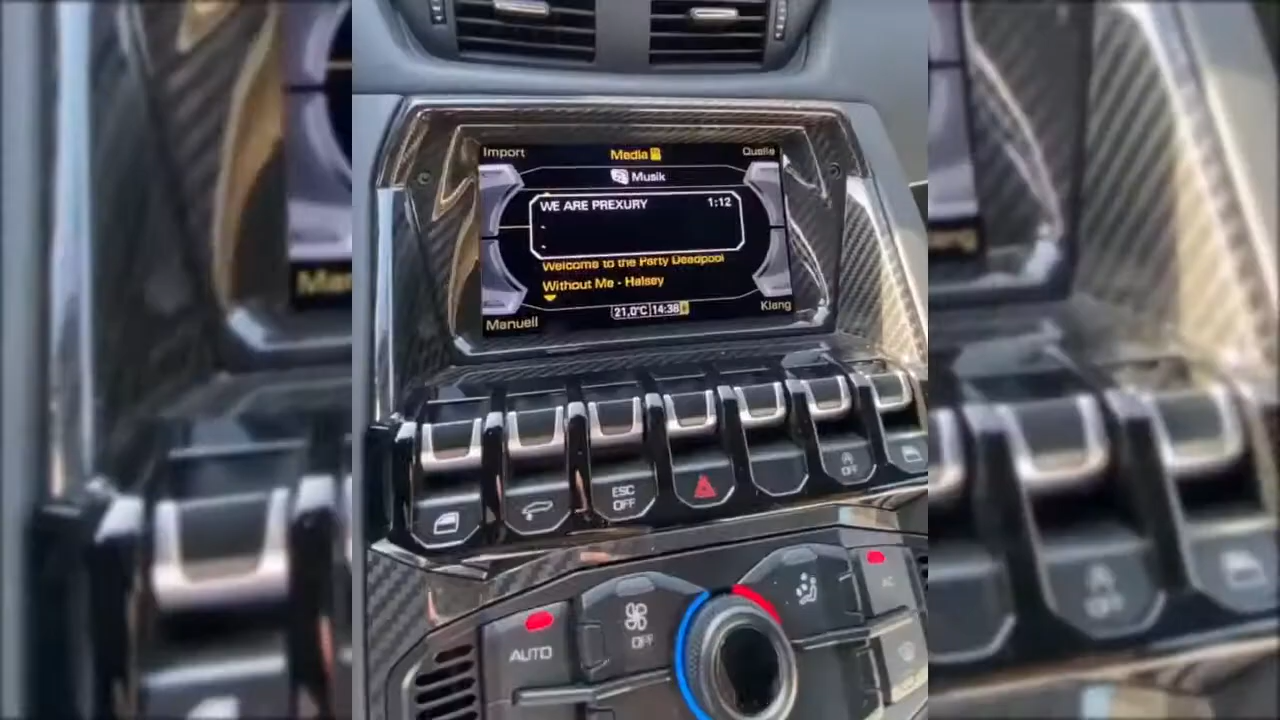 Import
Media
Quelle
Musik
WE ARE PREXURY 1:12
Welcome to the Party Deadpool
Without Me - Halsey
21,0°C 14:38
Manuell
Klang
ESC
OFF
OFF
AUTO
OFF
AC